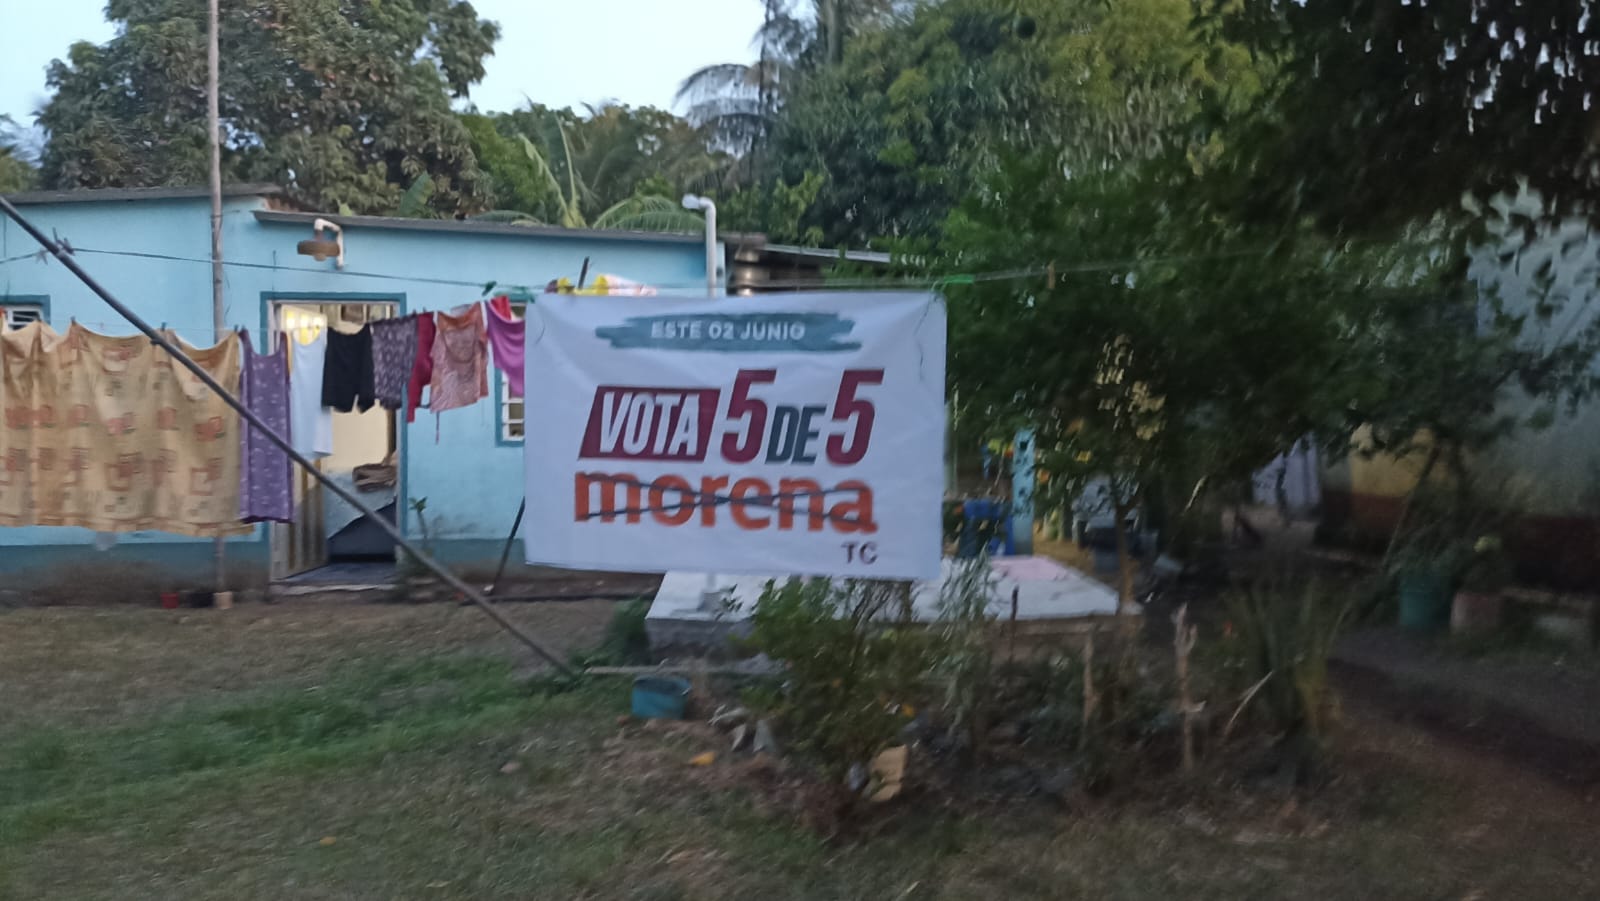 ESTE 02 JUNIO
VOTA 5 DE 5
morena
TC